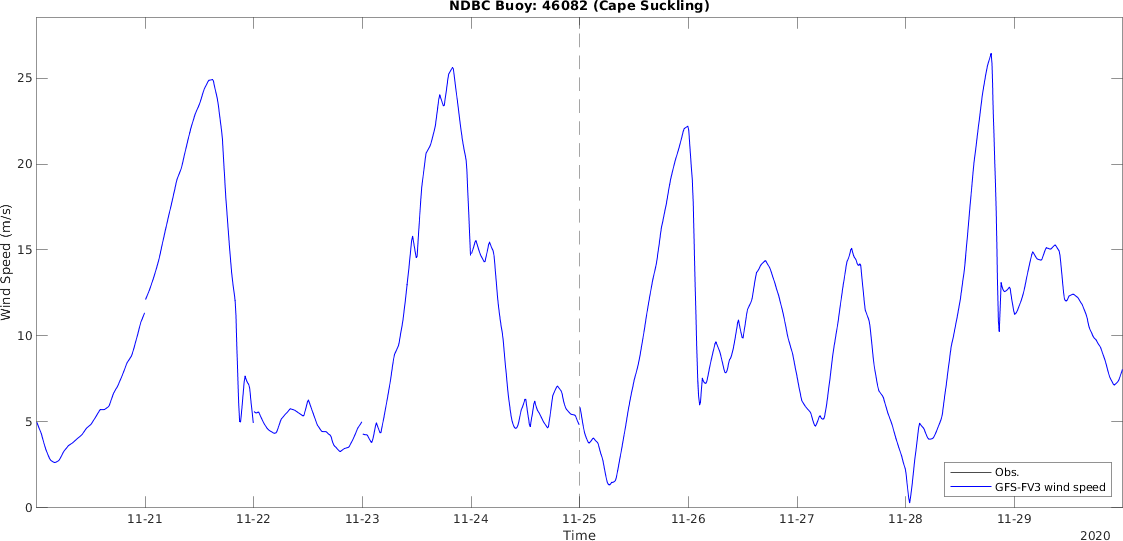 NDBC Buoy: 46082 (Cape Suckling)
Wind Speed (m/s)
25
20
15
10
5
0
11-21 11-22 11-23 11-24 11-25 11-26 11-27 11-28 11-29
Time
2020
Obs.
GFS-FV3 wind speed